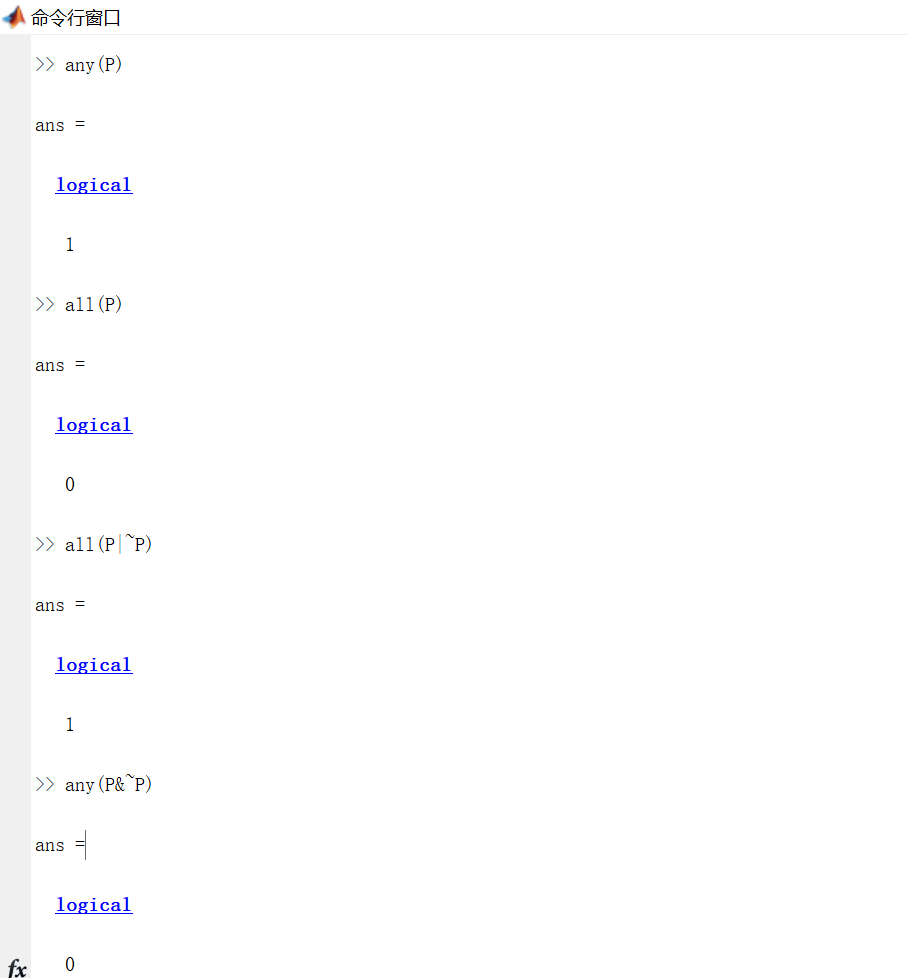 命令行窗口
>> any(P)
ans =
logical
1
>> all(P)
ans =
logical
0
>> all(P|~P)
ans =
logical
1
>> any(P&~P)
ans =
logical
fx 0